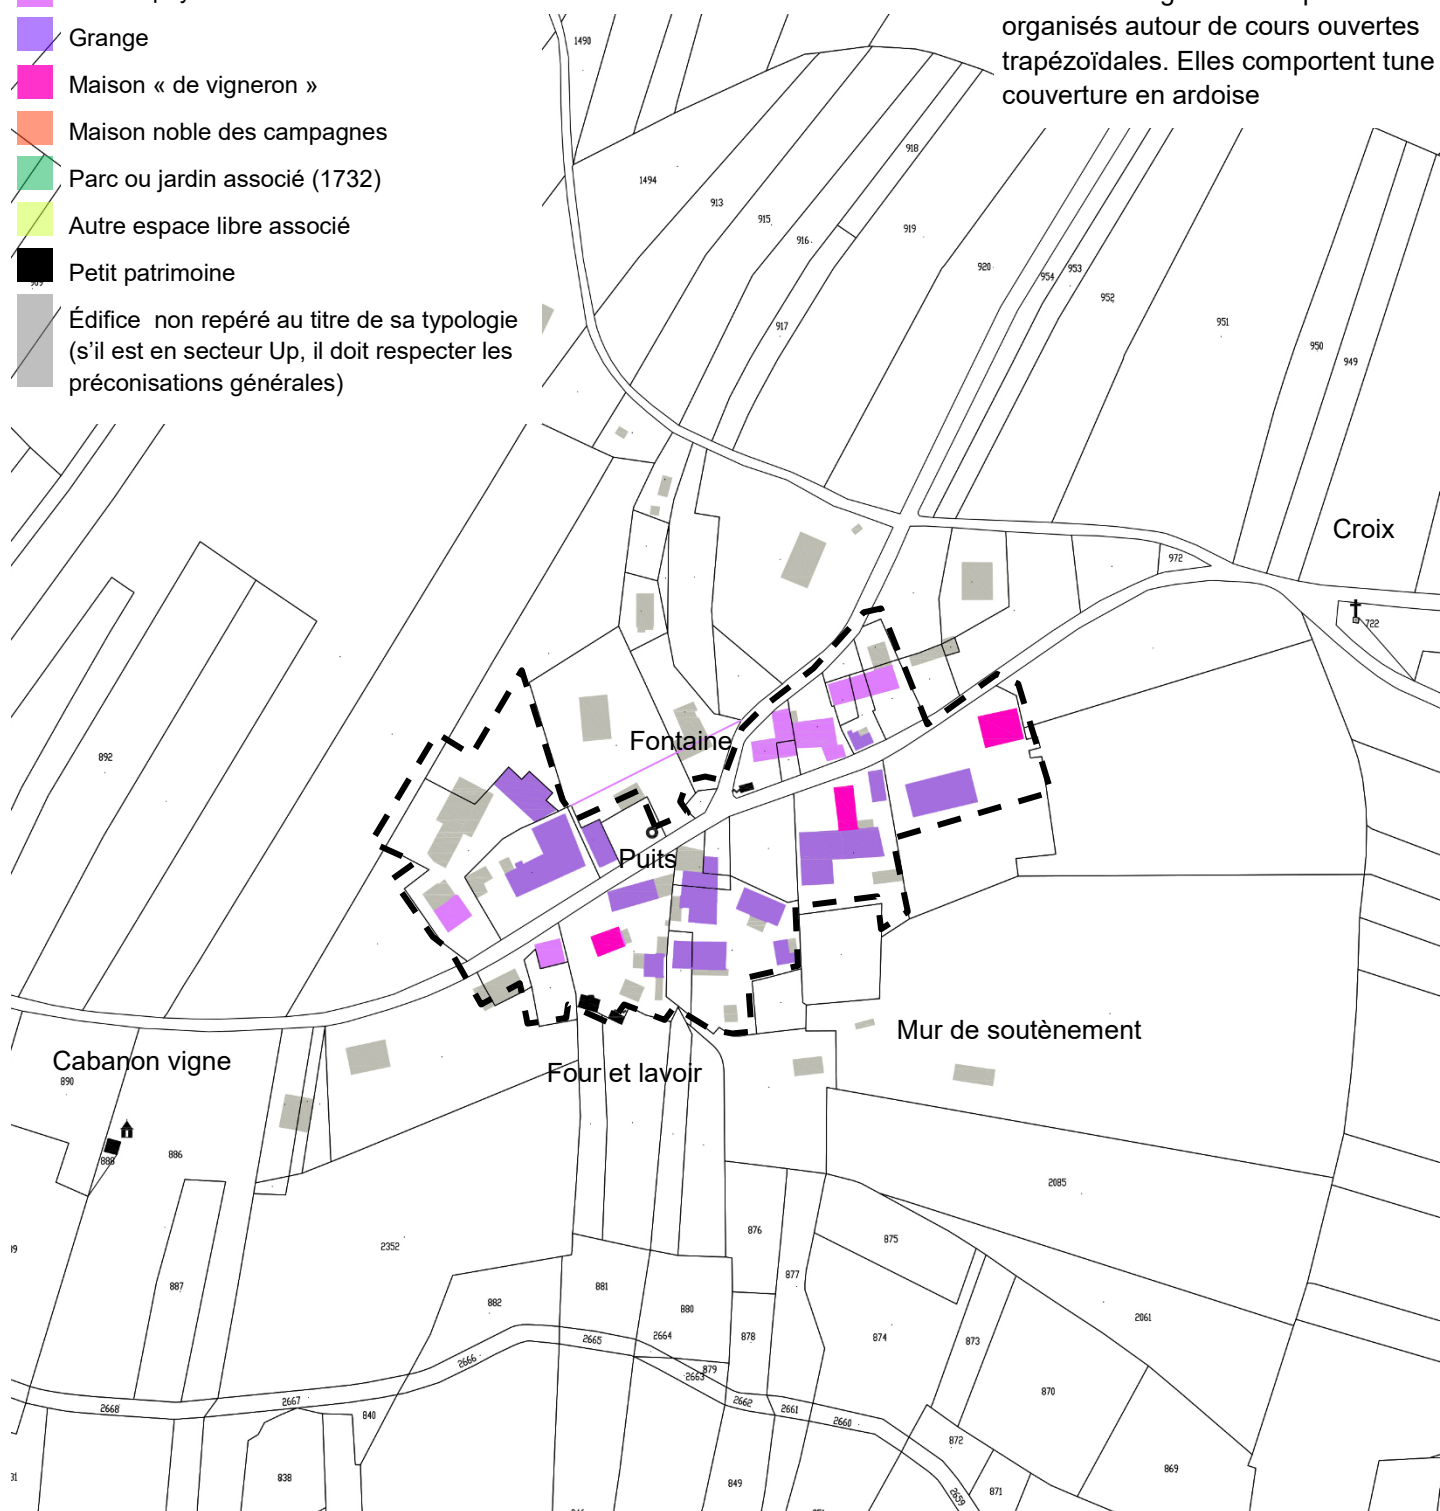 Grange
Maison « de vigneron »
Maison noble des campagnes
Parc ou jardin associé (1732)
Autre espace libre associé
Petit patrimoine
Édifice non repéré au titre de sa typologie
(s'il est en secteur Up, il doit respecter les
préconisations générales)
organisés autour de cours ouvertes
trapézoïdales. Elles comportent tune
couverture en ardoise
1490
918
1494
913
915
916
919
920
954
953
952
917
951
950
949
Croix
972
722
Fontaine
892
Puits
Mur de soutènement
Cabanon vigne
Four et lavoir
890
888
886
2085
876
875
2352
877
887
881
882
880
2061
2665
2664
878
874
873
2666
879
2663
870
2667
2662
2668
2661
2660
840
872
869
838
849
871
2659